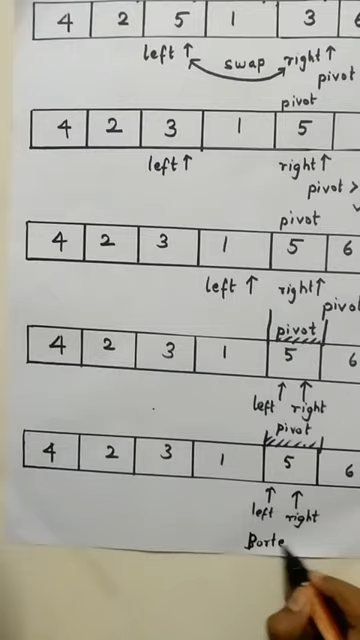 4 2 5 1 3 6
left ↑ swap right ↑
pivot
pivot
4 2 3 1 5
left ↑ right ↑
pivot >
pivot
4 2 3 1 5 6
left ↑ right ↑
pivot
pivot
4 2 3 1 5 6
left ↑ right ↑
pivot
4 2 3 1 5 6
left ↑ right ↑
Borte